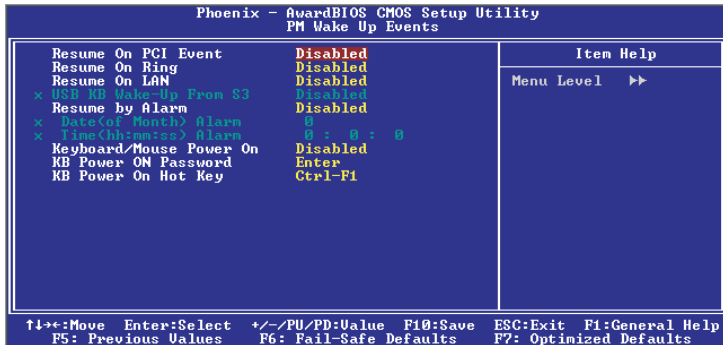 Phoenix - AwardBIOS CMOS Setup Utility
PM Wake Up Events
Resume On PCI Event Disabled
Resume On Ring Disabled
Resume On LAN Disabled
x USB KB Wake-Up From S3 Disabled
Resume by Alarm Disabled
x Date(of Month) Alarm 0
x Time(hh:mm:ss) Alarm 0 : 0 : 0
Keyboard/Mouse Power On Disabled
KB Power ON Password Enter
KB Power On Hot Key Ctrl-F1
Item Help
Menu Level ▶▶
↑↓→←:Move Enter:Select +/-/PU/PD:Value F10:Save ESC:Exit F1:General Help
F5: Previous Values F6: Fail-Safe Defaults F7: Optimized Defaults